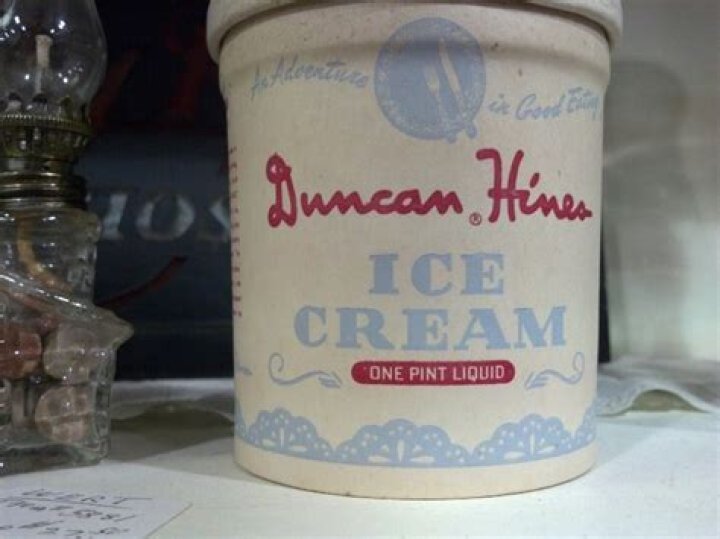 An Adventure in Good Eating
Duncan Hines
ICE
CREAM
ONE PINT LIQUID